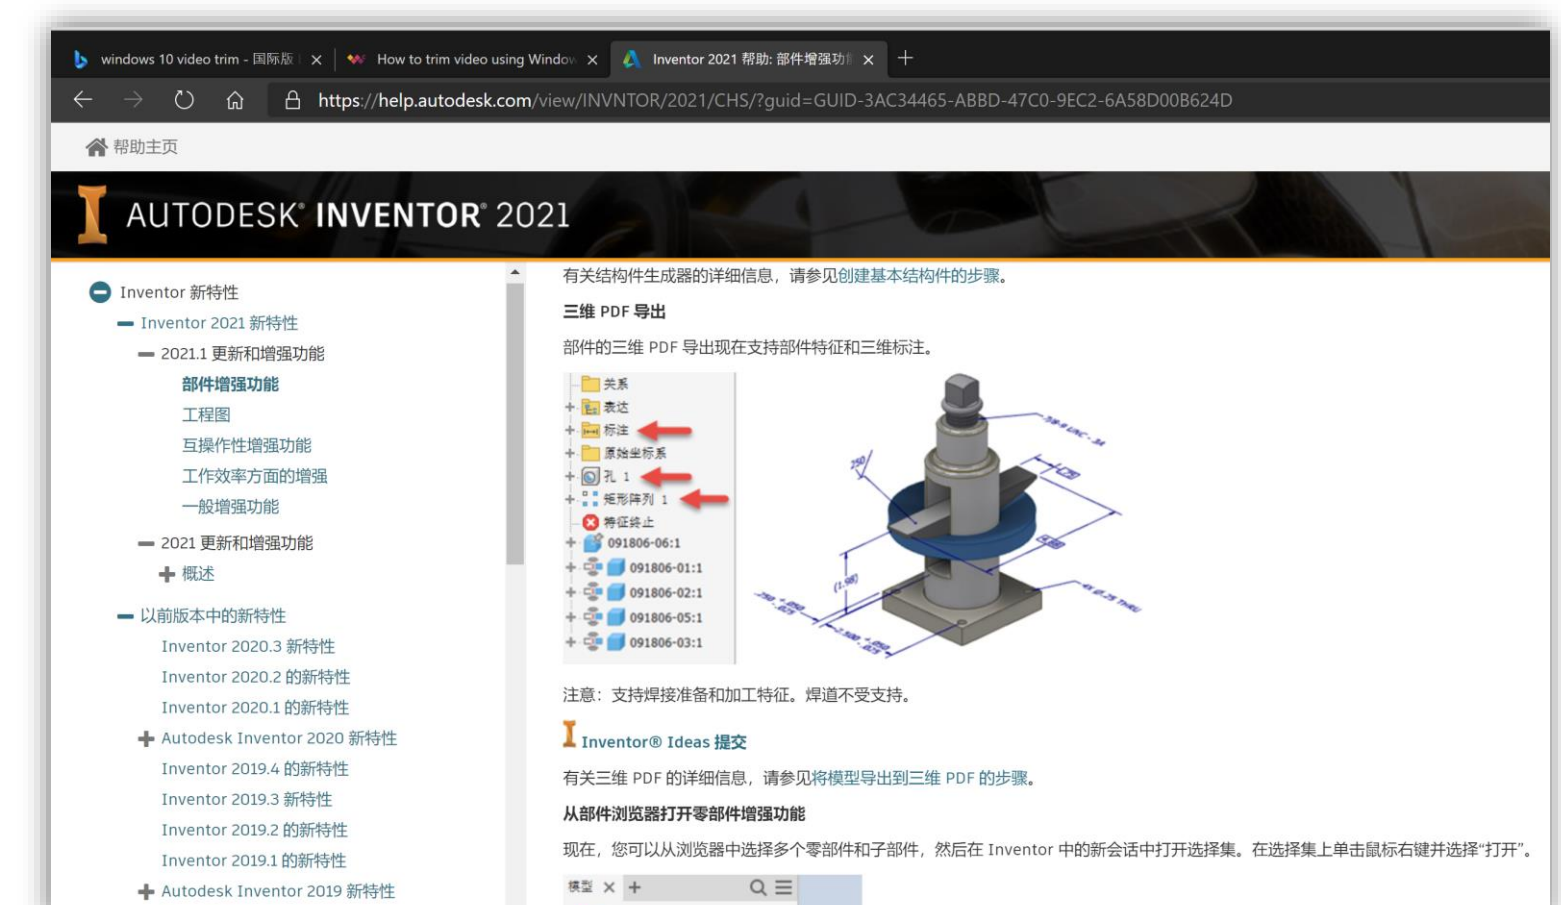 windows 10 video trim - 国际版
How to trim video using Window
Inventor 2021 帮助: 部件增强功
https://help.autodesk.com/view/INVNTOR/2021/CHS/?guid=GUID-3AC34465-ABBD-47C0-9EC2-6A58D00B624D
帮助主页
AUTODESK® INVENTOR® 2021
Inventor 新特性
Inventor 2021 新特性
2021.1 更新和增强功能
部件增强功能
工程图
互操作性增强功能
工作效率方面的增强
一般增强功能
2021 更新和增强功能
概述
以前版本中的新特性
Inventor 2020.3 新特性
Inventor 2020.2 的新特性
Inventor 2020.1 的新特性
Autodesk Inventor 2020 新特性
Inventor 2019.4 的新特性
Inventor 2019.3 新特性
Inventor 2019.2 的新特性
Inventor 2019.1 的新特性
Autodesk Inventor 2019 新特性
有关结构件生成器的详细信息，请参见创建基本结构件的步骤。
三维 PDF 导出
部件的三维 PDF 导出现在支持部件特征和三维标注。
关系
表达
标注
原始坐标系
孔 1
矩形阵列 1
特征终止
091806-06:1
091806-01:1
091806-02:1
091806-05:1
091806-03:1
7/8-9 UNC - 3A
250
(1.98)
4X Ø.25 THRU
.250 +.050 -.025
2.500 +.050 -.025
注意：支持焊接准备和加工特征。焊道不受支持。
Inventor® Ideas 提交
有关三维 PDF 的详细信息，请参见将模型导出到三维 PDF 的步骤。
从部件浏览器打开零部件增强功能
现在，您可以从浏览器中选择多个零部件和子部件，然后在 Inventor 中的新会话中打开选择集。在选择集上单击鼠标右键并选择“打开”。
模型